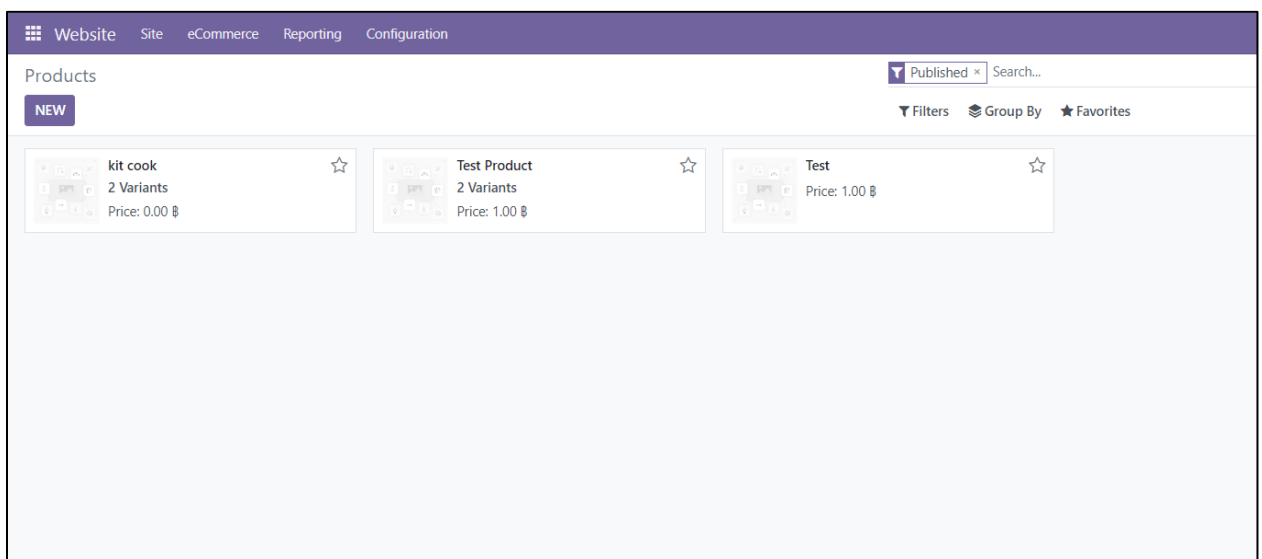 Website Site eCommerce Reporting Configuration
Products
Published × Search...
NEW
Filters Group By Favorites
kit cook
2 Variants
Price: 0.00 ฿
Test Product
2 Variants
Price: 1.00 ฿
Test
Price: 1.00 ฿